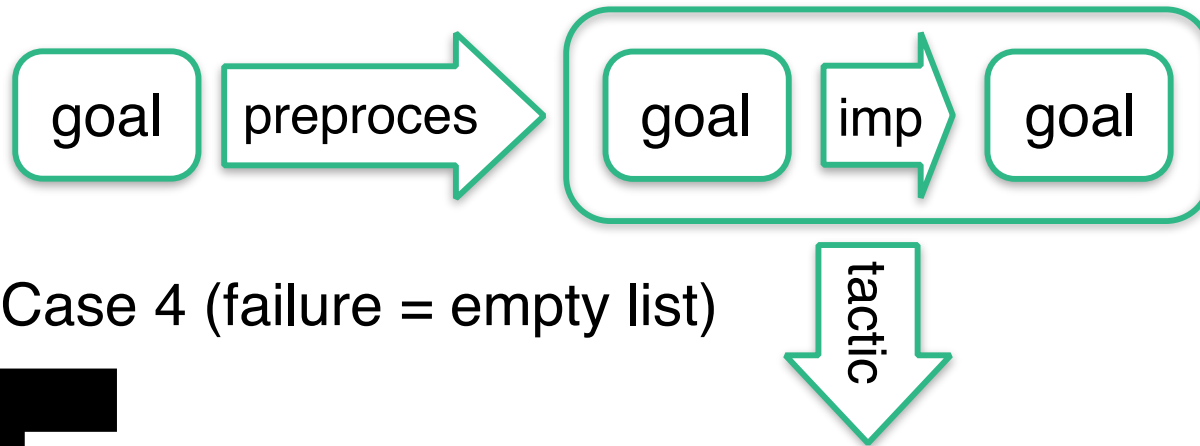 goal preproces goal imp goal
Case 4 (failure = empty list)
tactic